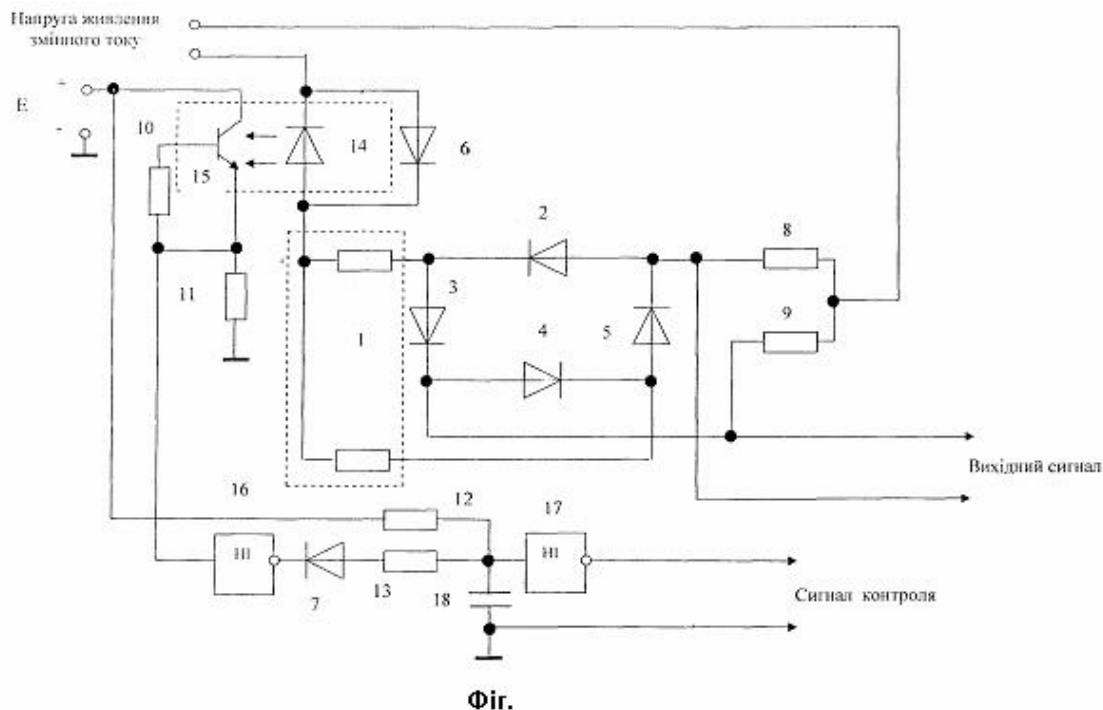 Напруга живлення
змінного току
+
E
-
10
15
14
6
2
8
+
3
11
1
4
5
9
Вихідний сигнал
16
12
17
НІ
НІ
7
13
18
Сигнал контроля
Фіг.